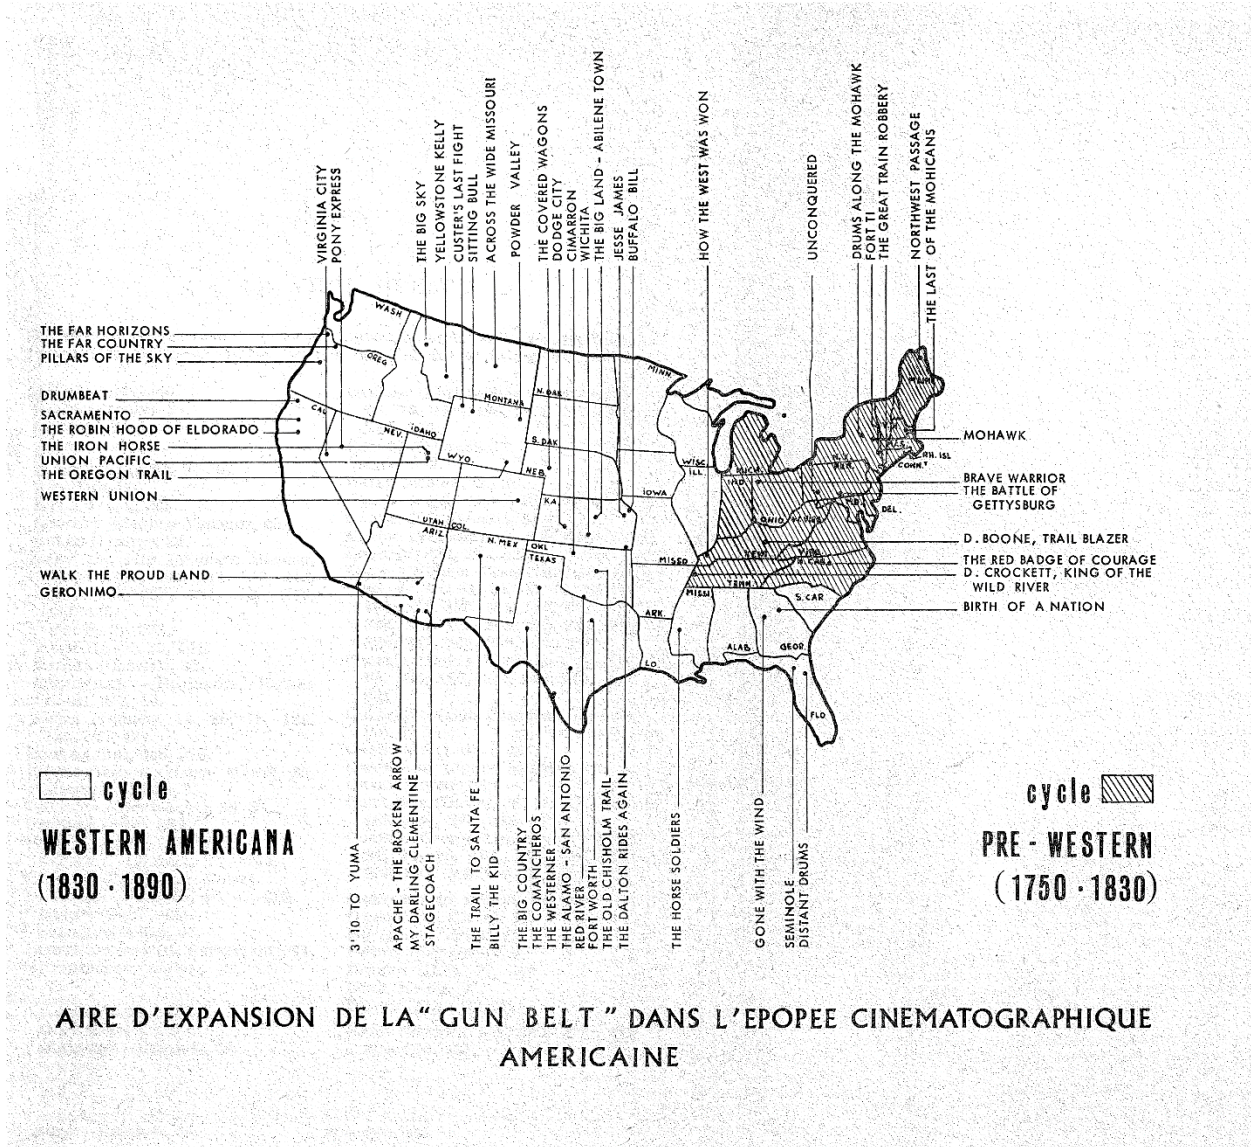 VIRGINIA CITY
PONY EXPRESS
THE BIG SKY
YELLOWSTONE KELLY
CUSTER'S LAST FIGHT
SITTING BULL
ACROSS THE WIDE MISSOURI
POWDER VALLEY
THE COVERED WAGONS
DODGE CITY
CIMARRON
WICHITA
THE BIG LAND - ABILENE TOWN
JESSE JAMES
BUFFALO BILL
HOW THE WEST WAS WON
UNCONQUERED
DRUMS ALONG THE MOHAWK
FORT TI
THE GREAT TRAIN ROBBERY
NORTHWEST PASSAGE
THE LAST OF THE MOHICANS
THE FAR HORIZONS
THE FAR COUNTRY
PILLARS OF THE SKY
DRUMBEAT
SACRAMENTO
THE ROBIN HOOD OF ELDORADO
THE IRON HORSE
UNION PACIFIC
THE OREGON TRAIL
WESTERN UNION
WALK THE PROUD LAND
GERONIMO
WASH
OREG
CAL
NEV.
IDAHO
MONTANA
WYO.
UTAH
COL.
ARIZ
N. MEX
N. DAK
S. DAK
NEB
KA.
OKL
TEXAS
MINN.
IOWA
WISC
ILL
MISSO
ARK.
LO.
MISSI
ALAB
GEOR
FLO
S. CAR
TENN.
OHIO
IND
MICH.
RH. ISL
CONN.T
DEL.
MOHAWK
BRAVE WARRIOR
THE BATTLE OF
GETTYSBURG
D. BOONE, TRAIL BLAZER
THE RED BADGE OF COURAGE
D. CROCKETT, KING OF THE
WILD RIVER
BIRTH OF A NATION
3' 10 TO YUMA
APACHE - THE BROKEN ARROW
MY DARLING CLEMENTINE
STAGECOACH
THE TRAIL TO SANTA FE
BILLY THE KID
THE BIG COUNTRY
THE COMANCHEROS
THE WESTERNER
THE ALAMO - SAN ANTONIO
RED RIVER
FORT WORTH
THE OLD CHISHOLM TRAIL
THE DALTON RIDES AGAIN
THE HORSE SOLDIERS
GONE WITH THE WIND
SEMINOLE
DISTANT DRUMS
cycle
WESTERN AMERICANA
(1830 · 1890)
cycle
PRE - WESTERN
(1750 · 1830)
AIRE D'EXPANSION DE LA "GUN BELT" DANS L'EPOPEE CINEMATOGRAPHIQUE
AMERICAINE